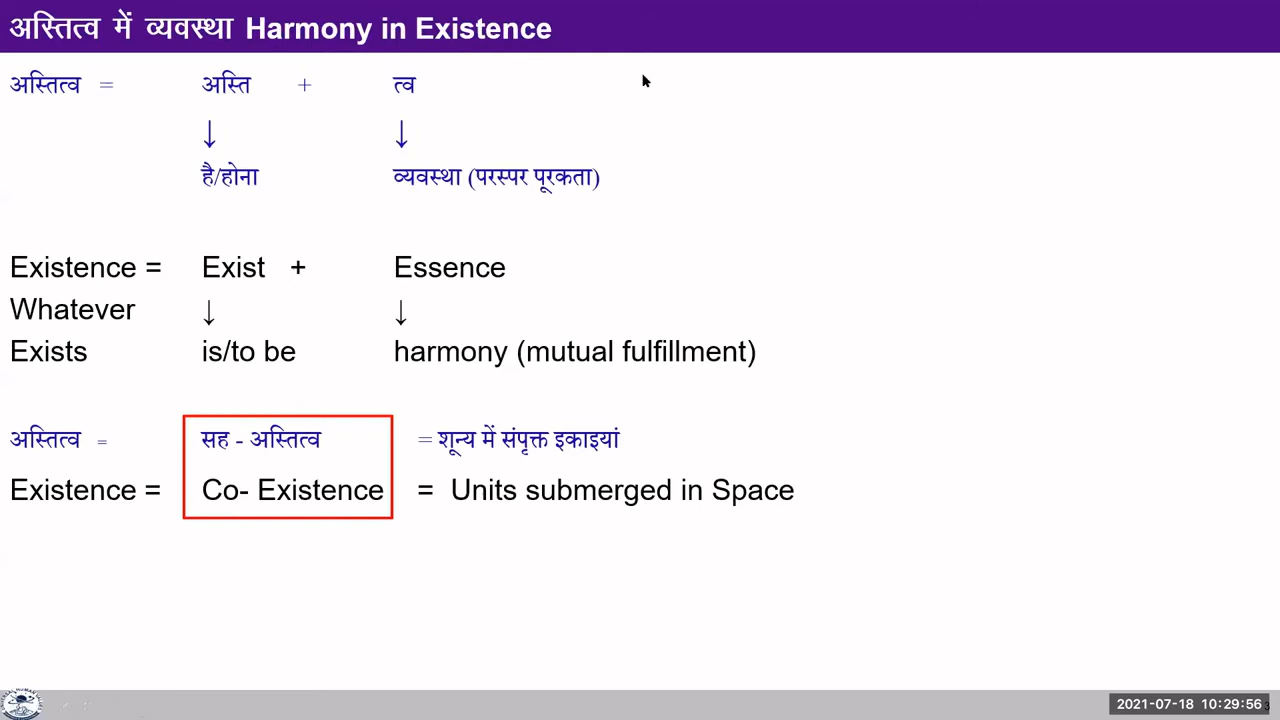 अस्तित्व में व्यवस्था Harmony in Existence
अस्तित्व = अस्ति + त्व
↓ ↓
है/होना व्यवस्था (परस्पर पूरकता)
Existence = Exist + Essence
Whatever ↓ ↓
Exists is/to be harmony (mutual fulfillment)
अस्तित्व = सह - अस्तित्व = शून्य में संपृक्त इकाइयां
Existence = Co- Existence = Units submerged in Space
2021-07-18 10:29:56